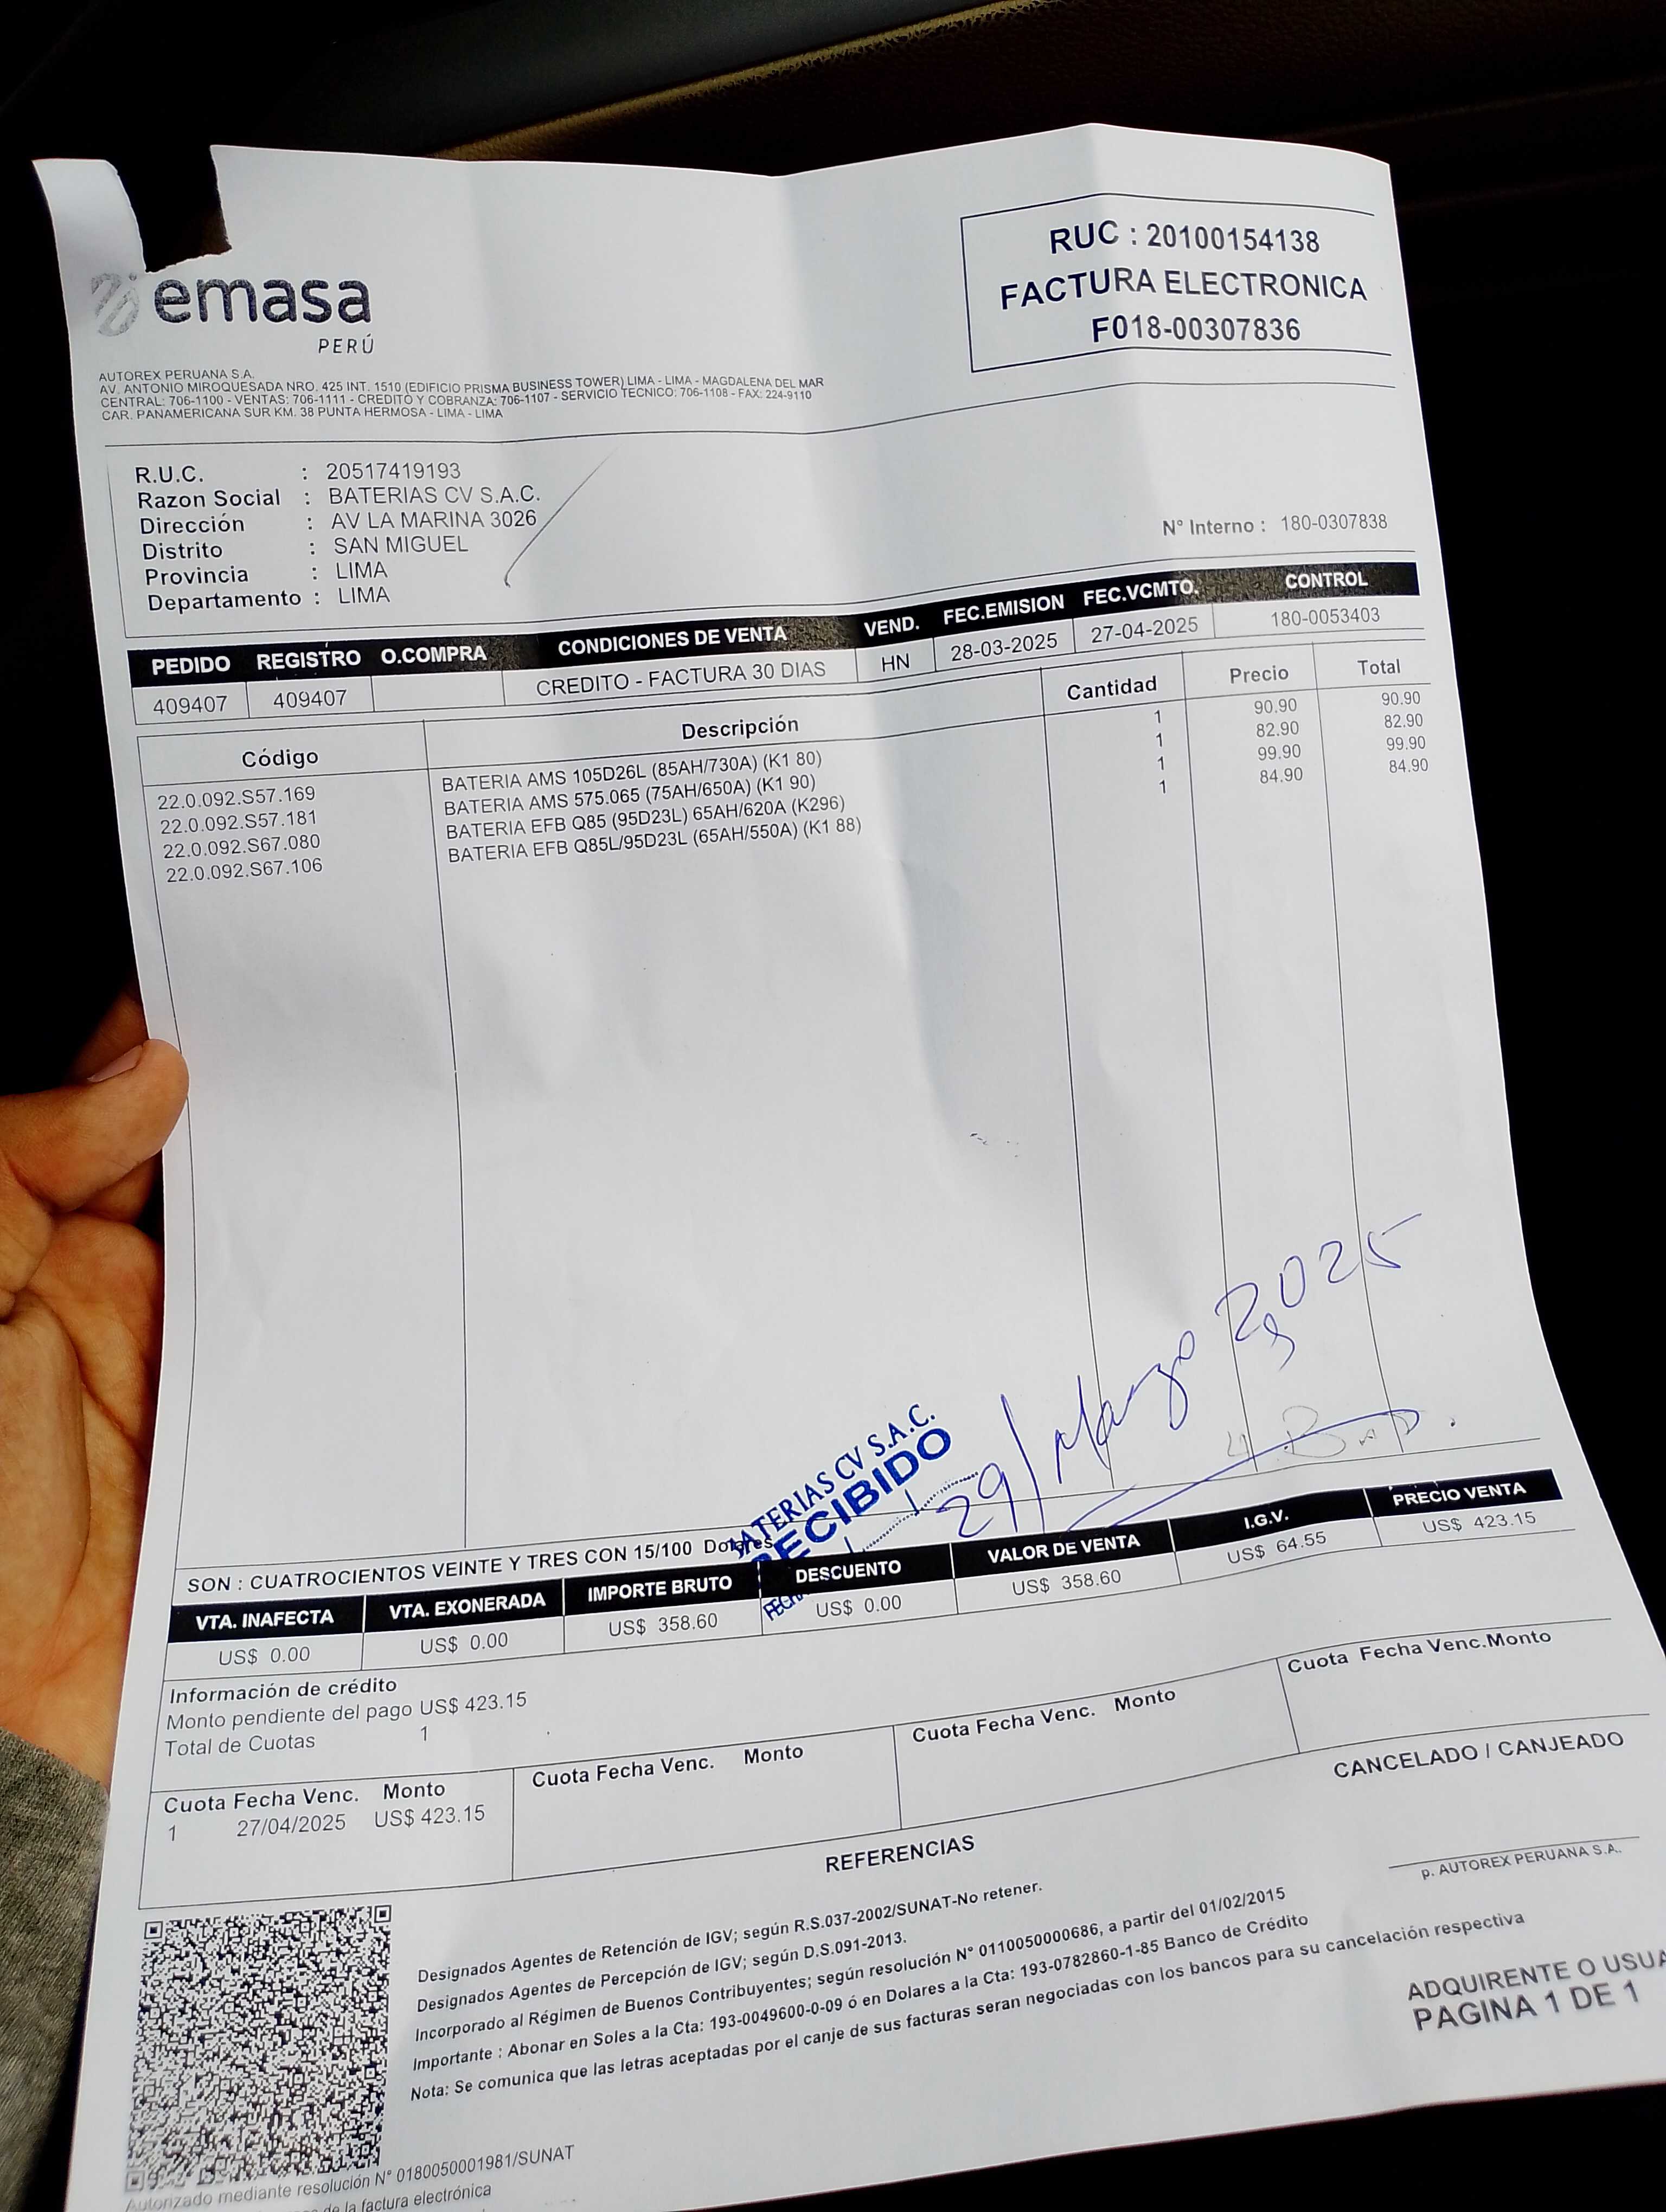 emasa
PERÚ
RUC : 20100154138
FACTURA ELECTRONICA
F018-00307836
AUTOREX PERUANA S.A.
AV. ANTONIO MIROQUESADA NRO. 425 INT. 1510 (EDIFICIO PRISMA BUSINESS TOWER) LIMA - LIMA - MAGDALENA DEL MAR
CENTRAL: 706-1100 - VENTAS: 706-1111 - CREDITO Y COBRANZA: 706-1107 - SERVICIO TECNICO: 706-1108 - FAX: 224-9110
CAR. PANAMERICANA SUR KM. 38 PUNTA HERMOSA - LIMA - LIMA
R.U.C. : 20517419193
Razon Social : BATERIAS CV S.A.C.
Dirección : AV LA MARINA 3026
Distrito : SAN MIGUEL
Provincia : LIMA
Departamento : LIMA
N° Interno : 180-0307838
PEDIDO REGISTRO O.COMPRA CONDICIONES DE VENTA VEND. FEC.EMISION FEC.VCMTO. CONTROL
409407 409407 CREDITO - FACTURA 30 DIAS HN 28-03-2025 27-04-2025 180-0053403
Código Descripción Cantidad Precio Total
22.0.092.S57.169 BATERIA AMS 105D26L (85AH/730A) (K1 80) 1 90.90 90.90
22.0.092.S57.181 BATERIA AMS 575.065 (75AH/650A) (K1 90) 1 82.90 82.90
22.0.092.S67.080 BATERIA EFB Q85 (95D23L) 65AH/620A (K296) 1 99.90 99.90
22.0.092.S67.106 BATERIA EFB Q85L/95D23L (65AH/550A) (K1 88) 1 84.90 84.90
29/Marzo 2025
BATERIAS CV S.A.C.
RECIBIDO
FECHA
SON : CUATROCIENTOS VEINTE Y TRES CON 15/100 Dolares
VTA. INAFECTA VTA. EXONERADA IMPORTE BRUTO DESCUENTO VALOR DE VENTA I.G.V. PRECIO VENTA
US$ 0.00 US$ 0.00 US$ 358.60 US$ 0.00 US$ 358.60 US$ 64.55 US$ 423.15
Información de crédito
Monto pendiente del pago US$ 423.15
Total de Cuotas 1
Cuota Fecha Venc. Monto Cuota Fecha Venc. Monto Cuota Fecha Venc. Monto Cuota Fecha Venc.Monto
1 27/04/2025 US$ 423.15
CANCELADO / CANJEADO
REFERENCIAS
p. AUTOREX PERUANA S.A.
Designados Agentes de Retención de IGV; según R.S.037-2002/SUNAT-No retener.
Designados Agentes de Percepción de IGV; según D.S.091-2013.
Incorporado al Régimen de Buenos Contribuyentes; según resolución N° 0110050000686, a partir del 01/02/2015
Importante : Abonar en Soles a la Cta: 193-0049600-0-09 ó en Dolares a la Cta: 193-0782860-1-85 Banco de Crédito
Nota: Se comunica que las letras aceptadas por el canje de sus facturas seran negociadas con los bancos para su cancelación respectiva
ADQUIRENTE O USUA
PAGINA 1 DE 1
Autorizado mediante resolución N° 0180050001981/SUNAT
de la factura electrónica